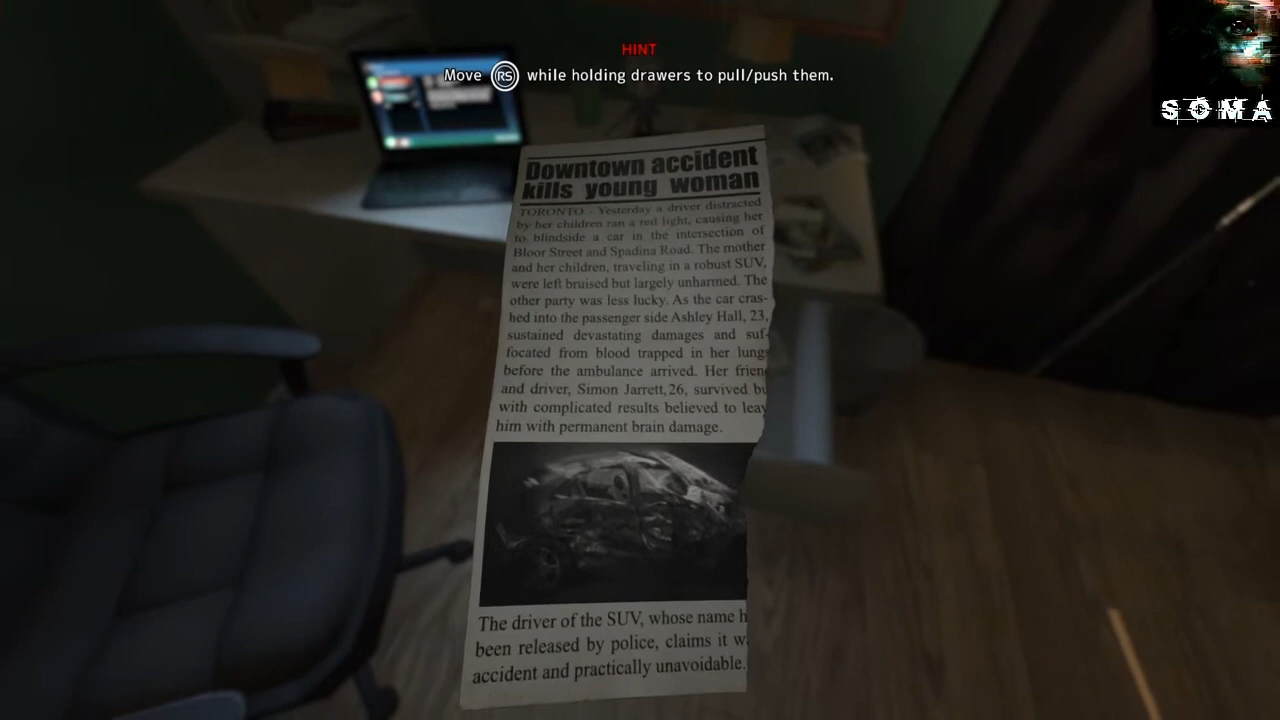 HINT
Move RS while holding drawers to pull/push them.
SOMA
Downtown accident
kills young woman
TORONTO - Yesterday a driver distracted
by her children ran a red light, causing her
to blindside a car in the intersection of
Bloor Street and Spadina Road. The mother
and her children, traveling in a robust SUV,
were left bruised but largely unharmed. The
other party was less lucky. As the car cras-
hed into the passenger side Ashley Hall, 23,
sustained devastating damages and suf-
focated from blood trapped in her lungs
before the ambulance arrived. Her frien
and driver, Simon Jarrett, 26, survived bu
with complicated results believed to leav
him with permanent brain damage.
The driver of the SUV, whose name h
been released by police, claims it w
accident and practically unavoidable.